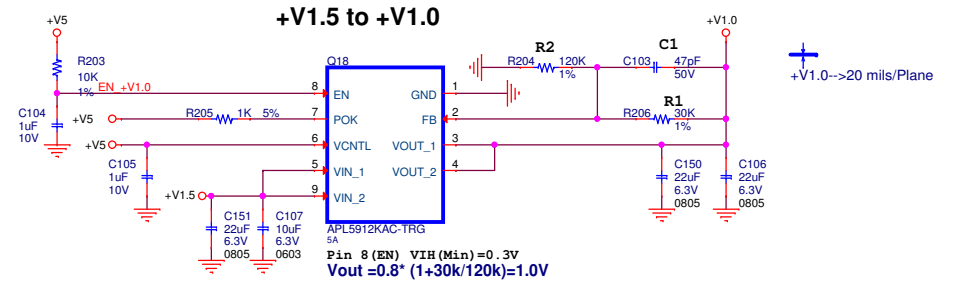 +V1.5 to +V1.0
+V5
R203
10K
1%
EN_+V1.0
C104
1uF
10V
+V5
R205
1K
5%
+V5
C105
1uF
10V
+V1.5
C151
22uF
6.3V
0805
C107
10uF
6.3V
0603
Q18
8
EN
7
POK
6
VCNTL
5
VIN_1
9
VIN_2
GND
1
FB
2
VOUT_1
3
VOUT_2
4
APL5912KAC-TRG
5A
Pin 8(EN) VIH(Min)=0.3V
Vout =0.8* (1+30k/120k)=1.0V
R2
R204
120K
1%
C1
C103
47pF
50V
R1
R206
30K
1%
+V1.0
C150
22uF
6.3V
0805
C106
22uF
6.3V
0805
+V1.0-->20 mils/Plane